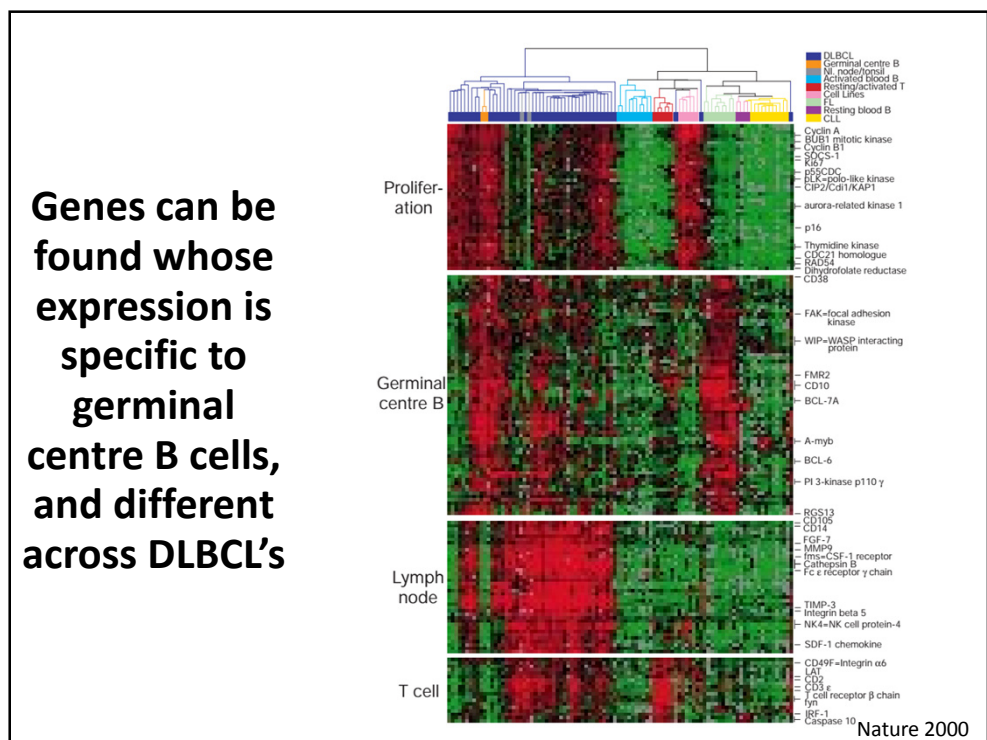 Genes can be
found whose
expression is
specific to
germinal
centre B cells,
and different
across DLBCL's
DLBCL
Germinal centre B
Nl. node/tonsil
Activated blood B
Resting/activated T
Cell Lines
FL
Resting blood B
CLL
Prolifer-
ation
Cyclin A
BUB1 mitotic kinase
Cyclin B1
SOCS-1
Ki67
p55CDC
pLK=polo-like kinase
CIP2/Cdi1/KAP1
aurora-related kinase 1
p16
Thymidine kinase
CDC21 homologue
RAD54
Dihydrofolate reductase
Germinal
centre B
CD38
FAK=focal adhesion
kinase
WIP=WASP interacting
protein
FMR2
CD10
BCL-7A
A-myb
BCL-6
PI 3-kinase p110 γ
RGS13
Lymph
node
CD105
CD14
FGF-7
MMP9
fms=CSF-1 receptor
Cathepsin B
Fc ε receptor γ chain
TIMP-3
Integrin beta 5
NK4=NK cell protein-4
SDF-1 chemokine
T cell
CD49F=Integrin α6
LAT
CD2
CD3 ε
T cell receptor β chain
fyn
IRF-1
Caspase 10
Nature 2000